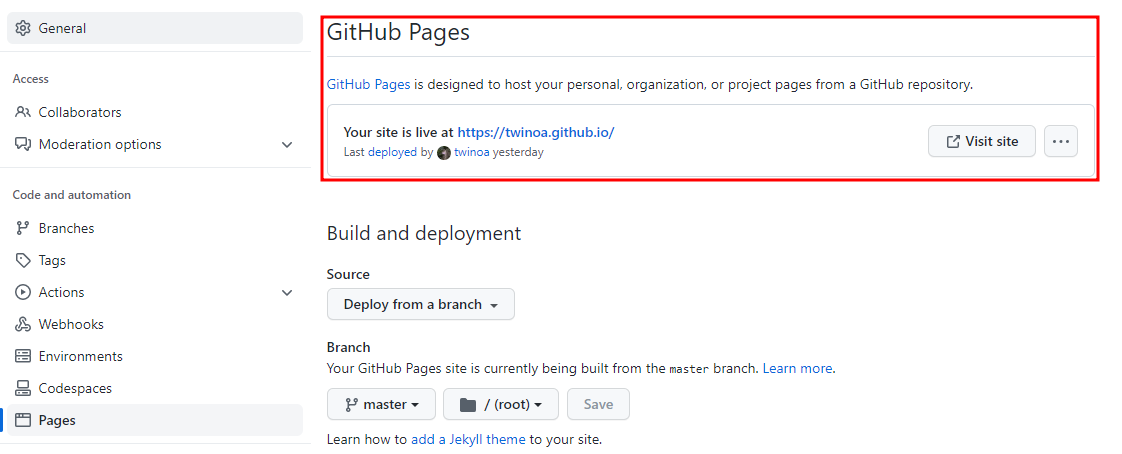 General
Access
Collaborators
Moderation options
Code and automation
Branches
Tags
Actions
Webhooks
Environments
Codespaces
Pages
GitHub Pages
GitHub Pages is designed to host your personal, organization, or project pages from a GitHub repository.
Your site is live at https://twinoa.github.io/
Last deployed by twinoa yesterday
Visit site
Build and deployment
Source
Deploy from a branch
Branch
Your GitHub Pages site is currently being built from the master branch. Learn more.
master
/ (root)
Save
Learn how to add a Jekyll theme to your site.